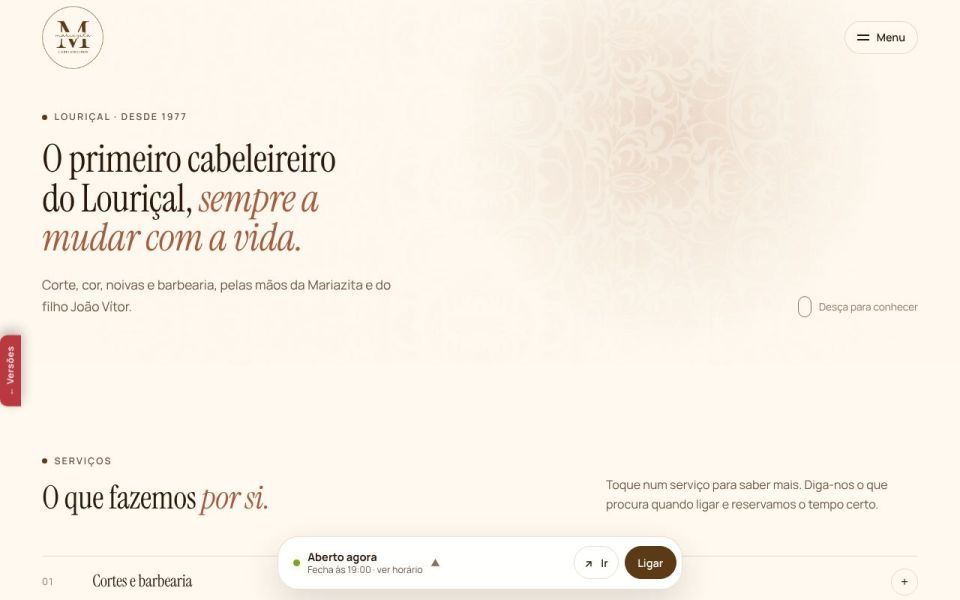 M
mariazita
CABELEIREIROS
Menu
LOURIÇAL · DESDE 1977
O primeiro cabeleireiro
do Louriçal, sempre a
mudar com a vida.
Corte, cor, noivas e barbearia, pelas mãos da Mariazita e do
filho João Vítor.
Desça para conhecer
← Versões
SERVIÇOS
O que fazemos por si.
Toque num serviço para saber mais. Diga-nos o que
procura quando ligar e reservamos o tempo certo.
Aberto agora
Fecha às 19:00 · ver horário
Ir
Ligar
01 Cortes e barbearia
+